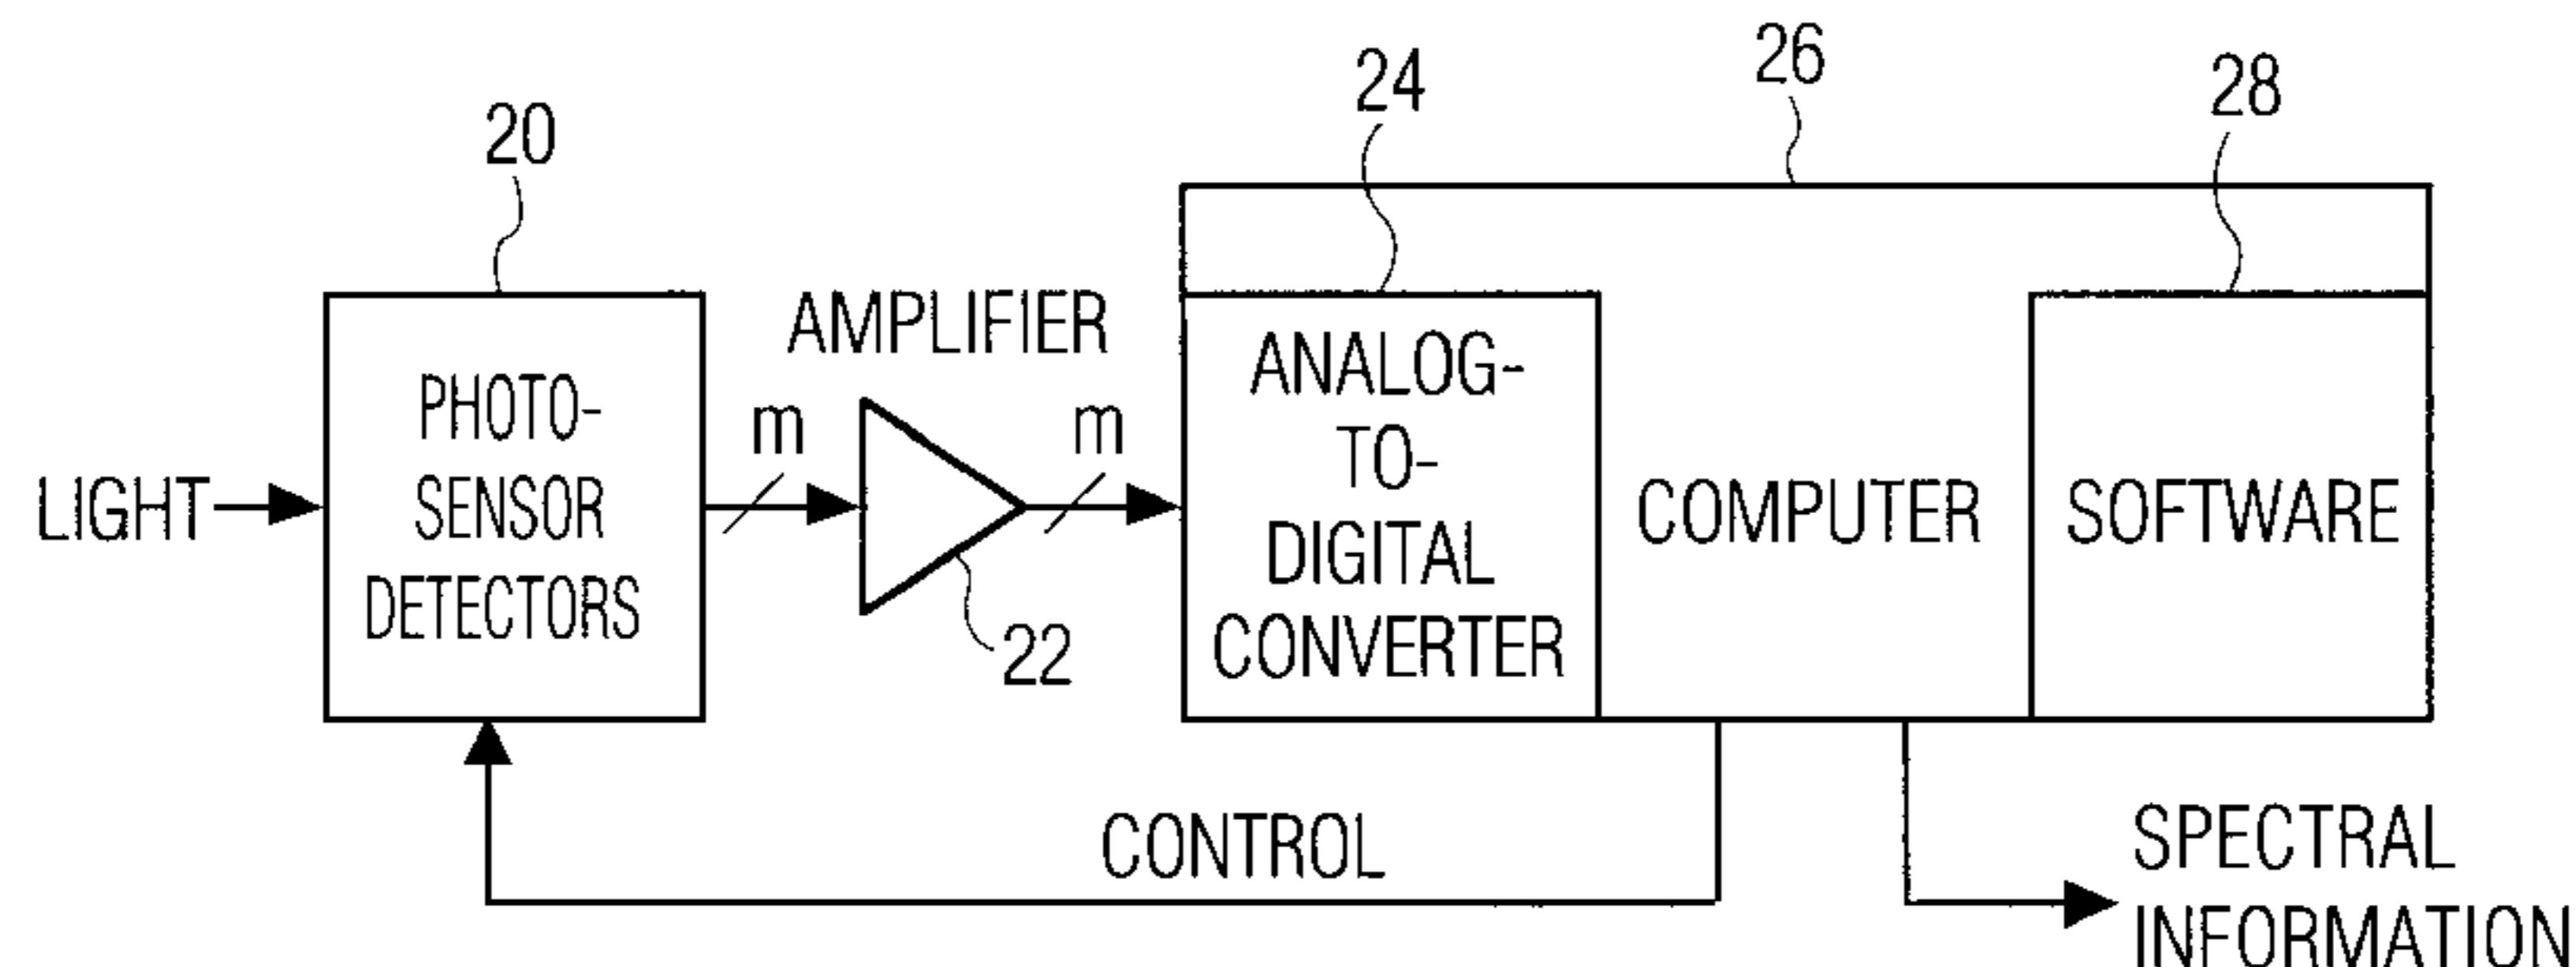 26
24
28
20
AMPLIFIER
ANALOG-
TO-
DIGITAL
CONVERTER
PHOTO-
SENSOR
DETECTORS
m
m
LIGHT
COMPUTER
SOFTWARE
22
CONTROL
SPECTRAL
INFORMATION